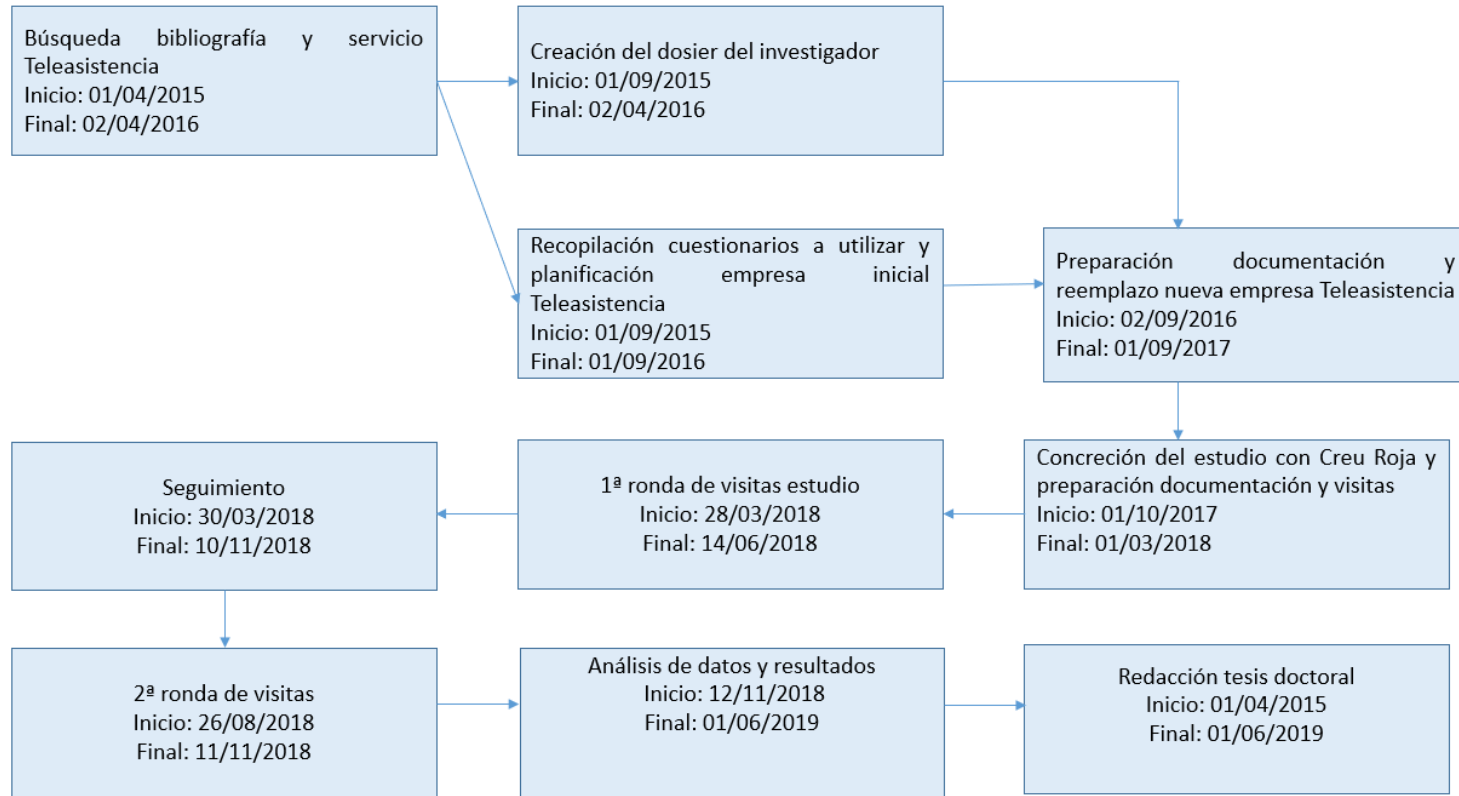 Búsqueda bibliografía y servicio
Teleasistencia
Inicio: 01/04/2015
Final: 02/04/2016
Creación del dosier del investigador
Inicio: 01/09/2015
Final: 02/04/2016
Recopilación cuestionarios a utilizar y
planificación empresa inicial
Teleasistencia
Inicio: 01/09/2015
Final: 01/09/2016
Preparación documentación y
reemplazo nueva empresa Teleasistencia
Inicio: 02/09/2016
Final: 01/09/2017
Concreción del estudio con Creu Roja y
preparación documentación y visitas
Inicio: 01/10/2017
Final: 01/03/2018
1ª ronda de visitas estudio
Inicio: 28/03/2018
Final: 14/06/2018
Seguimiento
Inicio: 30/03/2018
Final: 10/11/2018
2ª ronda de visitas
Inicio: 26/08/2018
Final: 11/11/2018
Análisis de datos y resultados
Inicio: 12/11/2018
Final: 01/06/2019
Redacción tesis doctoral
Inicio: 01/04/2015
Final: 01/06/2019